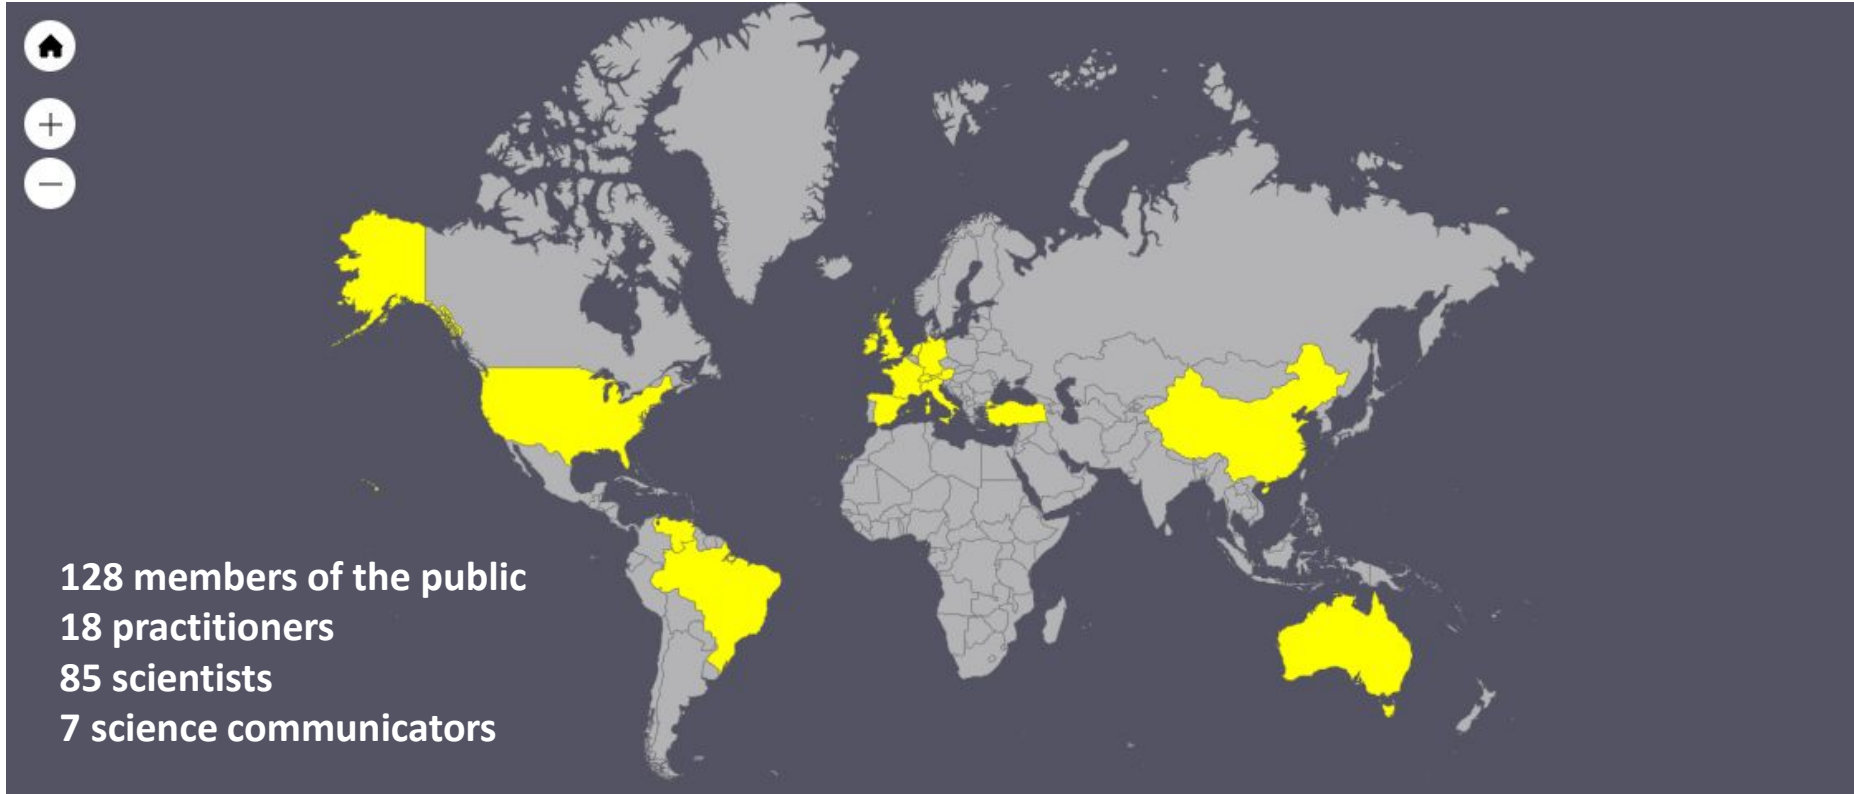 128 members of the public
18 practitioners
85 scientists
7 science communicators